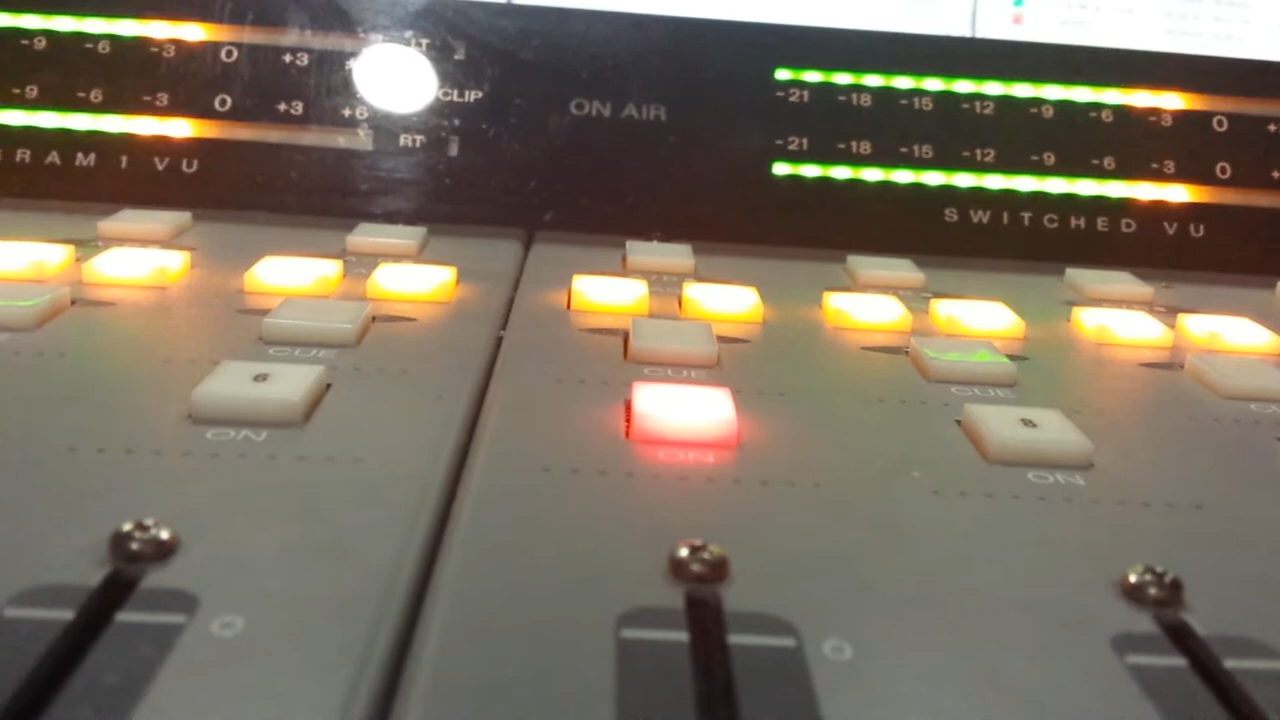 -9 -6 -3 0 +3 LT
-9 -6 -3 0 +3 +6 CLIP
RT
RAM 1 VU
ON AIR
-21 -18 -15 -12 -9 -6 -3 0
-21 -18 -15 -12 -9 -6 -3 0
SWITCHED VU
CUE
CUE
CUE
6
8
ON
ON
ON
0
0